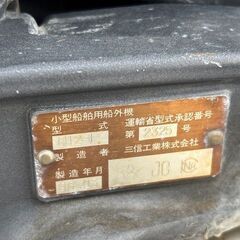 小型船舶用船外機
運輸省型式承認番号
型式
第 2325 号
製造者 三信工業株式会社
製造年月